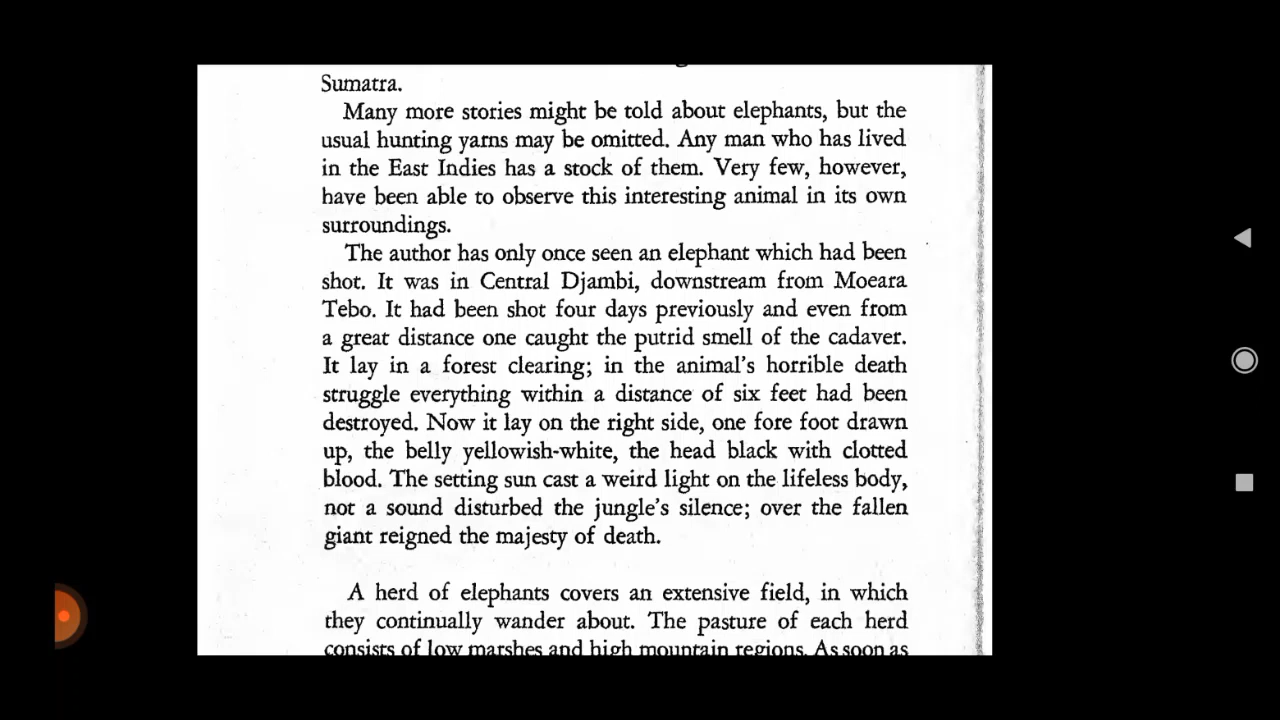 Sumatra.
Many more stories might be told about elephants, but the
usual hunting yarns may be omitted. Any man who has lived
in the East Indies has a stock of them. Very few, however,
have been able to observe this interesting animal in its own
surroundings.
The author has only once seen an elephant which had been
shot. It was in Central Djambi, downstream from Moeara
Tebo. It had been shot four days previously and even from
a great distance one caught the putrid smell of the cadaver.
It lay in a forest clearing; in the animal's horrible death
struggle everything within a distance of six feet had been
destroyed. Now it lay on the right side, one fore foot drawn
up, the belly yellowish-white, the head black with clotted
blood. The setting sun cast a weird light on the lifeless body,
not a sound disturbed the jungle's silence; over the fallen
giant reigned the majesty of death.
A herd of elephants covers an extensive field, in which
they continually wander about. The pasture of each herd
consists of low marshes and high mountain regions. As soon as